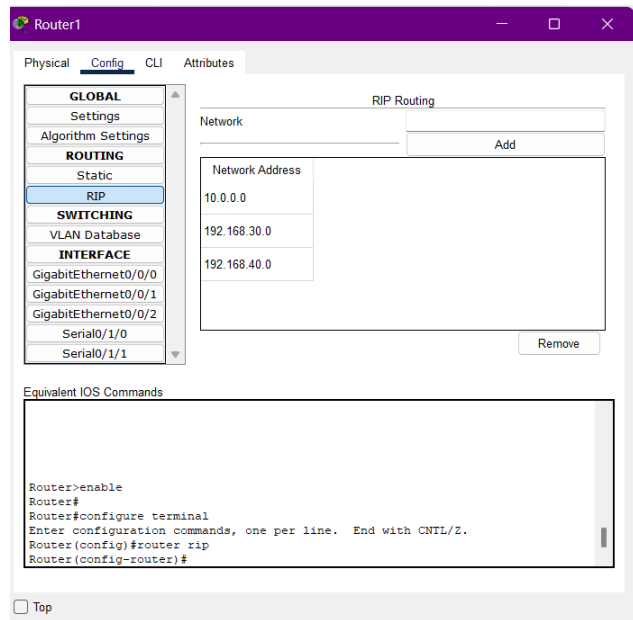 Router1
Physical Config CLI Attributes
GLOBAL
Settings
Algorithm Settings
ROUTING
Static
RIP
SWITCHING
VLAN Database
INTERFACE
GigabitEthernet0/0/0
GigabitEthernet0/0/1
GigabitEthernet0/0/2
Serial0/1/0
Serial0/1/1
RIP Routing
Network
Add
Network Address
10.0.0.0
192.168.30.0
192.168.40.0
Remove
Equivalent IOS Commands
Router>enable
Router#
Router#configure terminal
Enter configuration commands, one per line. End with CNTL/Z.
Router(config)#router rip
Router(config-router)#
Top